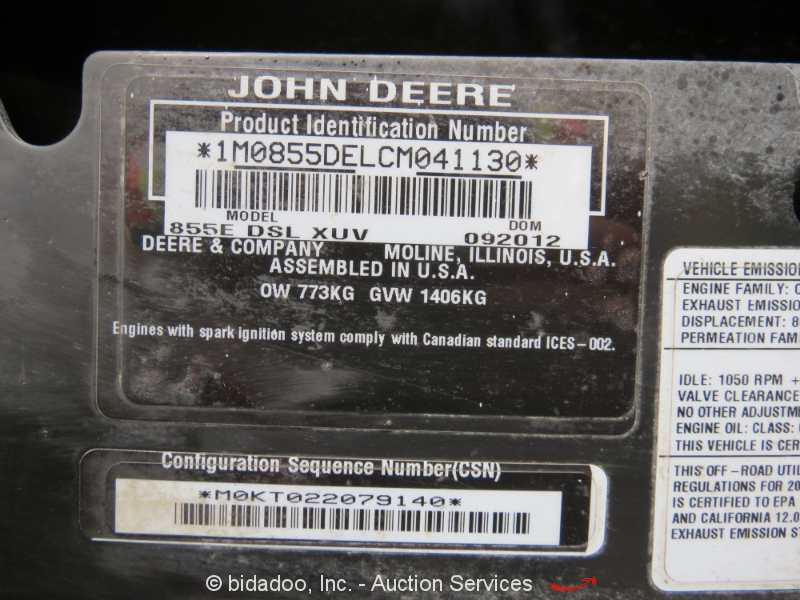 JOHN DEERE
Product Identification Number
*1M0855DELCM041130*
MODEL
DOM
855E DSL XUV
092012
DEERE & COMPANY MOLINE, ILLINOIS, U.S.A.
ASSEMBLED IN U.S.A.
OW 773KG GVW 1406KG
Engines with spark ignition system comply with Canadian standard ICES-002.
Configuration Sequence Number(CSN)
*M0KT022079140*
VEHICLE EMISSION
ENGINE FAMILY:
EXHAUST EMISSIO
DISPLACEMENT: 8
PERMEATION FAM
IDLE: 1050 RPM +
VALVE CLEARANCE
NO OTHER ADJUSTM
ENGINE OIL: CLASS:
THIS VEHICLE IS CER
THIS OFF-ROAD UTIL
REGULATIONS FOR 20
IS CERTIFIED TO EPA
AND CALIFORNIA 12.0
EXHAUST EMISSION S
© bidadoo, Inc. - Auction Services